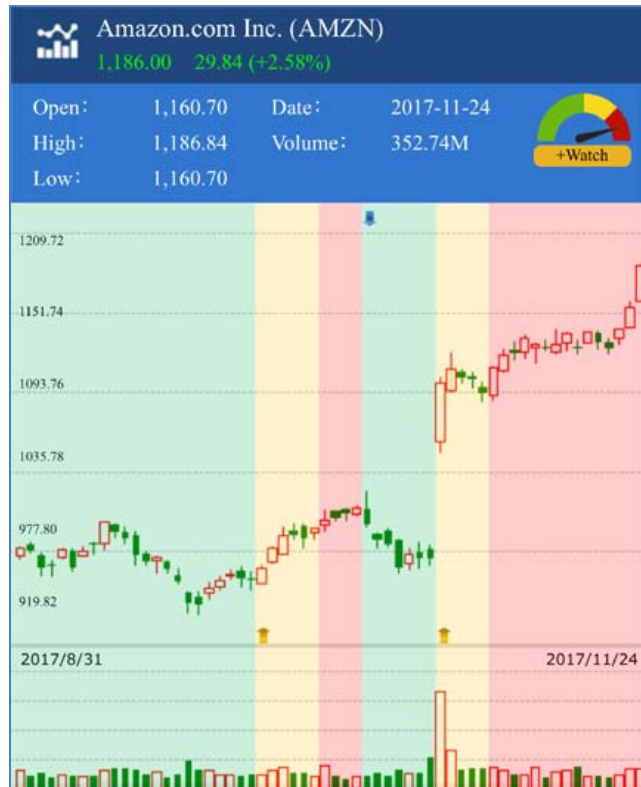 Amazon.com Inc. (AMZN)
1,186.00 29.84 (+2.58%)
Open: 1,160.70 Date: 2017-11-24
High: 1,186.84 Volume: 352.74M
Low: 1,160.70
+Watch
1209.72
1151.74
1093.76
1035.78
977.80
919.82
2017/8/31 2017/11/24